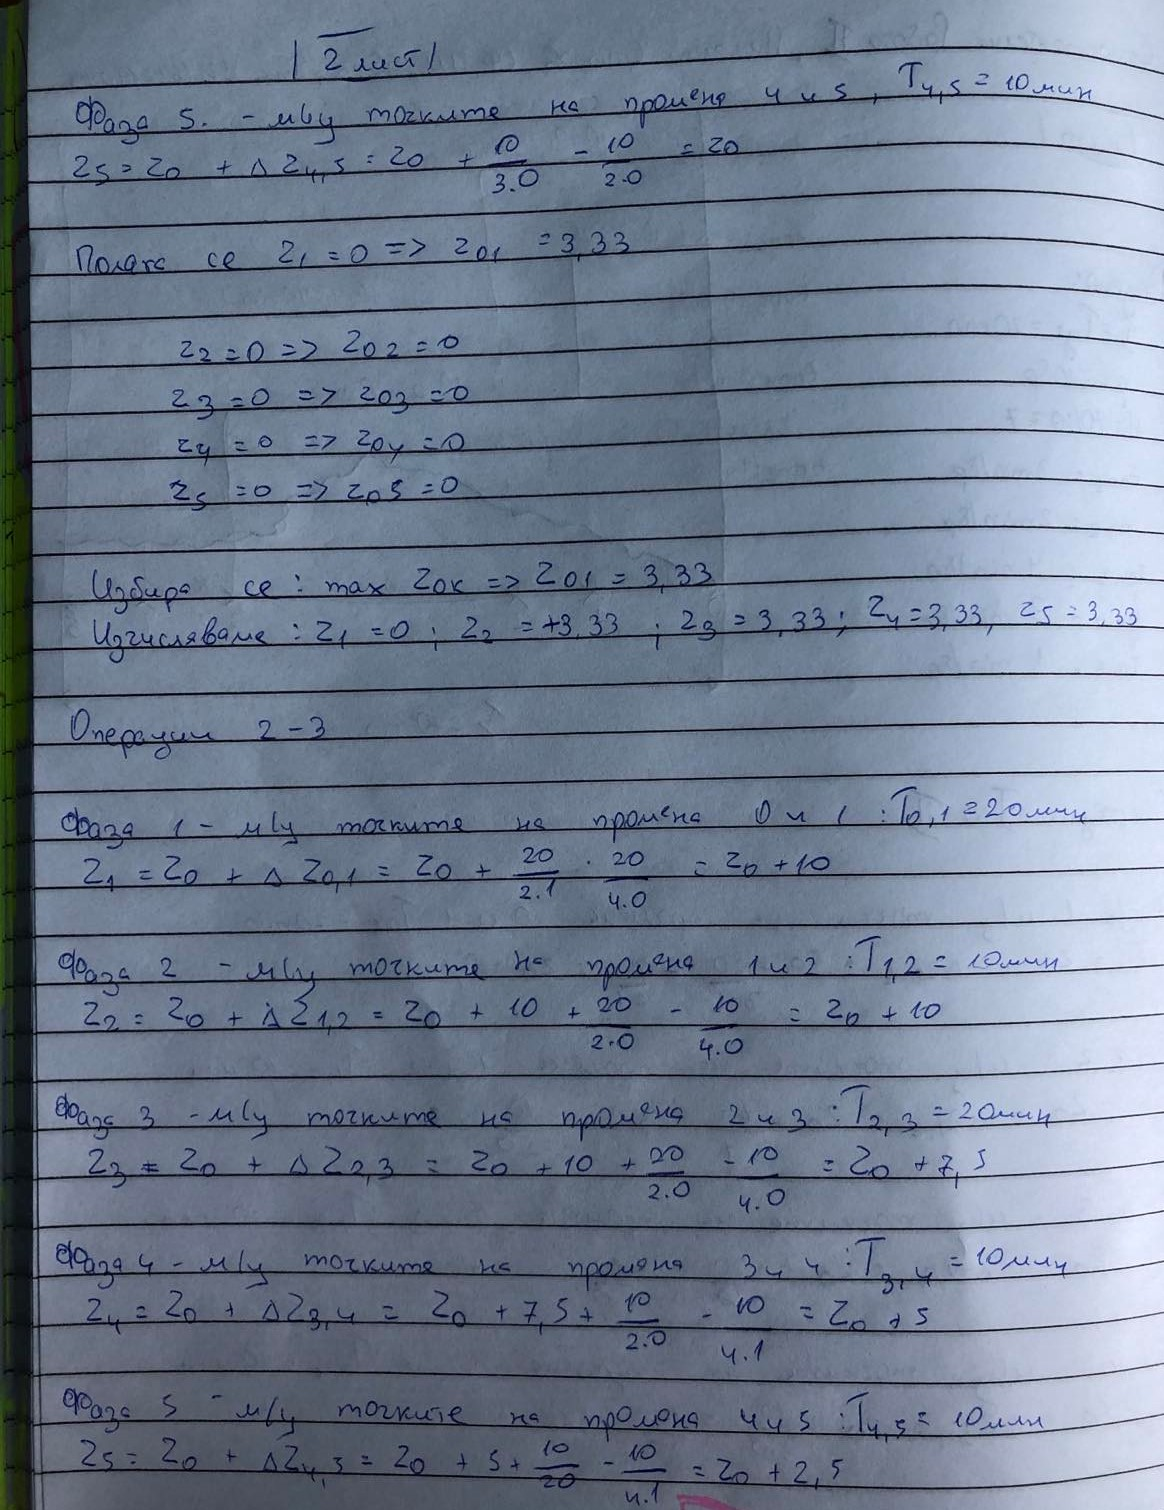 2 лист
Фаза 5. - м/у точките на промяна 4 и 5, T4,5 = 10 мин
Z5 = Z0 + Δ Z4,5 = Z0 + 10/3.0 - 10/2.0 = Z0
Полага се Z1 = 0 => Z01 = 3,33
Z2 = 0 => Z02 = 0
Z3 = 0 => Z03 = 0
Z4 = 0 => Z04 = 0
Z5 = 0 => Z05 = 0
Избира се : max Z0K => Z01 = 3,33
Изчисляваме : Z1 = 0 ; Z2 = +3,33 ; Z3 = 3,33 ; Z4 = 3,33, Z5 = 3,33
Операции 2 - 3
Фаза 1 - м/у точките на промяна 0 и 1 : T0,1 = 20 мин
Z1 = Z0 + Δ Z0,1 = Z0 + 20/2.1 . 20/4.0 = Z0 + 10
Фаза 2 - м/у точките на промяна 1 и 2 : T1,2 = 10 мин
Z2 = Z0 + Δ Z1,2 = Z0 + 10 + 20/2.0 - 10/4.0 = Z0 + 10
Фаза 3 - м/у точките на промяна 2 и 3 : T2,3 = 20 мин
Z3 = Z0 + Δ Z2,3 = Z0 + 10 + 20/2.0 - 10/4.0 = Z0 + 7,5
Фаза 4 - м/у точките на промяна 3 и 4 : T3,4 = 10 мин
Z4 = Z0 + Δ Z3,4 = Z0 + 7,5 + 10/2.0 - 10/4.1 = Z0 + 5
Фаза 5 - м/у точките на промяна 4 и 5 : T4,5 = 10 мин
Z5 = Z0 + Δ Z4,5 = Z0 + 5 + 10/20 - 10/4.1 = Z0 + 2,5